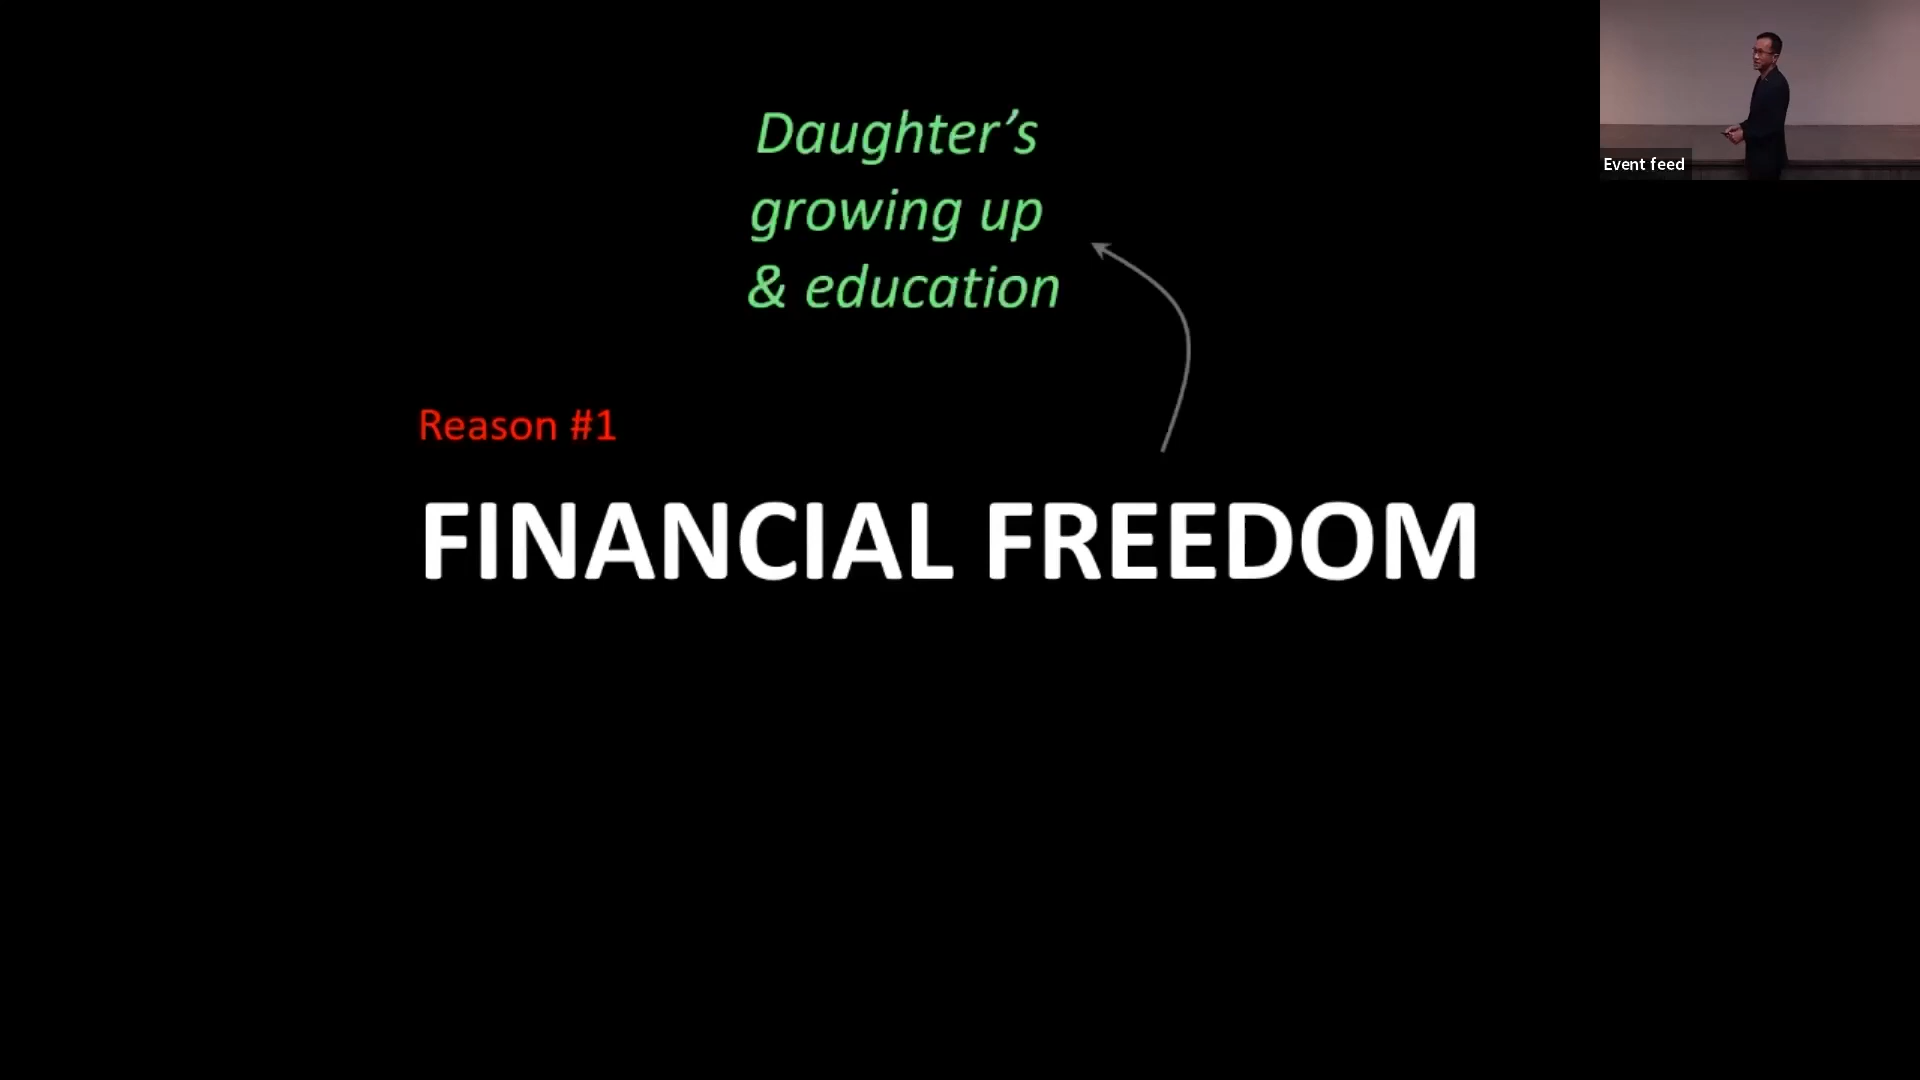 Daughter’s
growing up
& education
Reason #1
FINANCIAL FREEDOM
Event feed